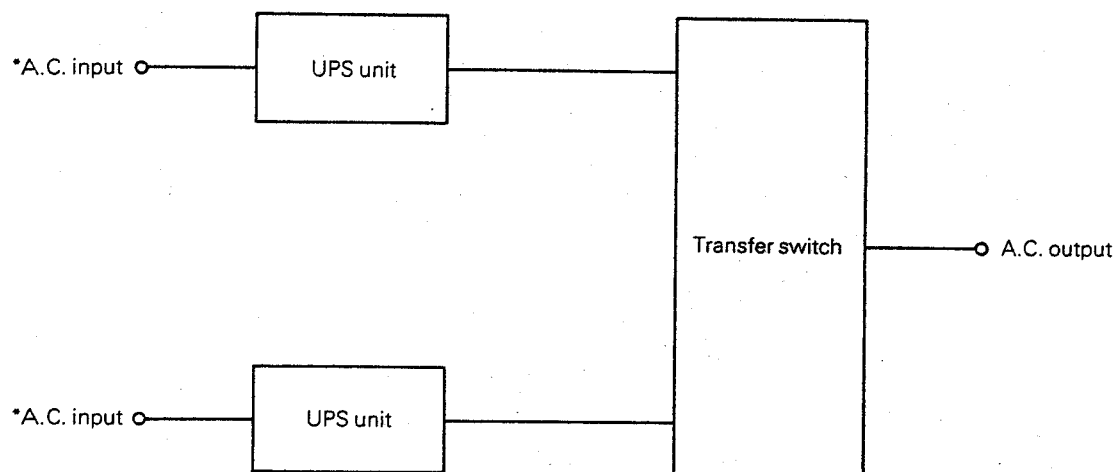 *A.C. input
UPS unit
Transfer switch
A.C. output
*A.C. input
UPS unit